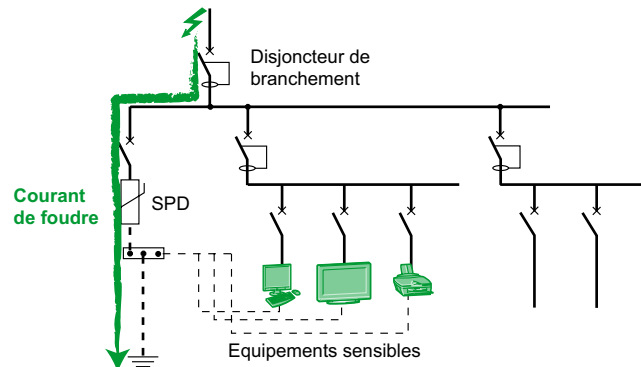 Disjoncteur de
branchement
SPD
Courant
de foudre
Equipements sensibles